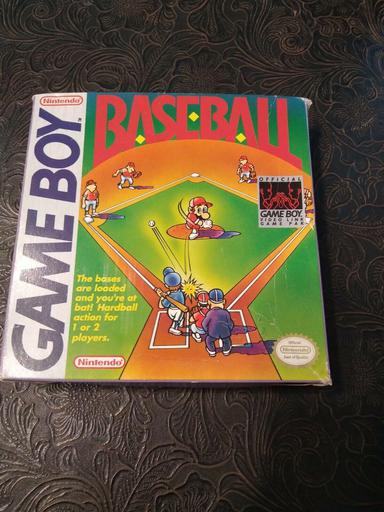 Nintendo
GAME BOY
TM
BASEBALL
OFFICIAL
GAME BOY
VIDEO LINK
GAME PAK
The bases
are loaded
and you're at
bat! Hardball
action for
1 or 2
players.
Nintendo
Official
Nintendo
Seal of Quality